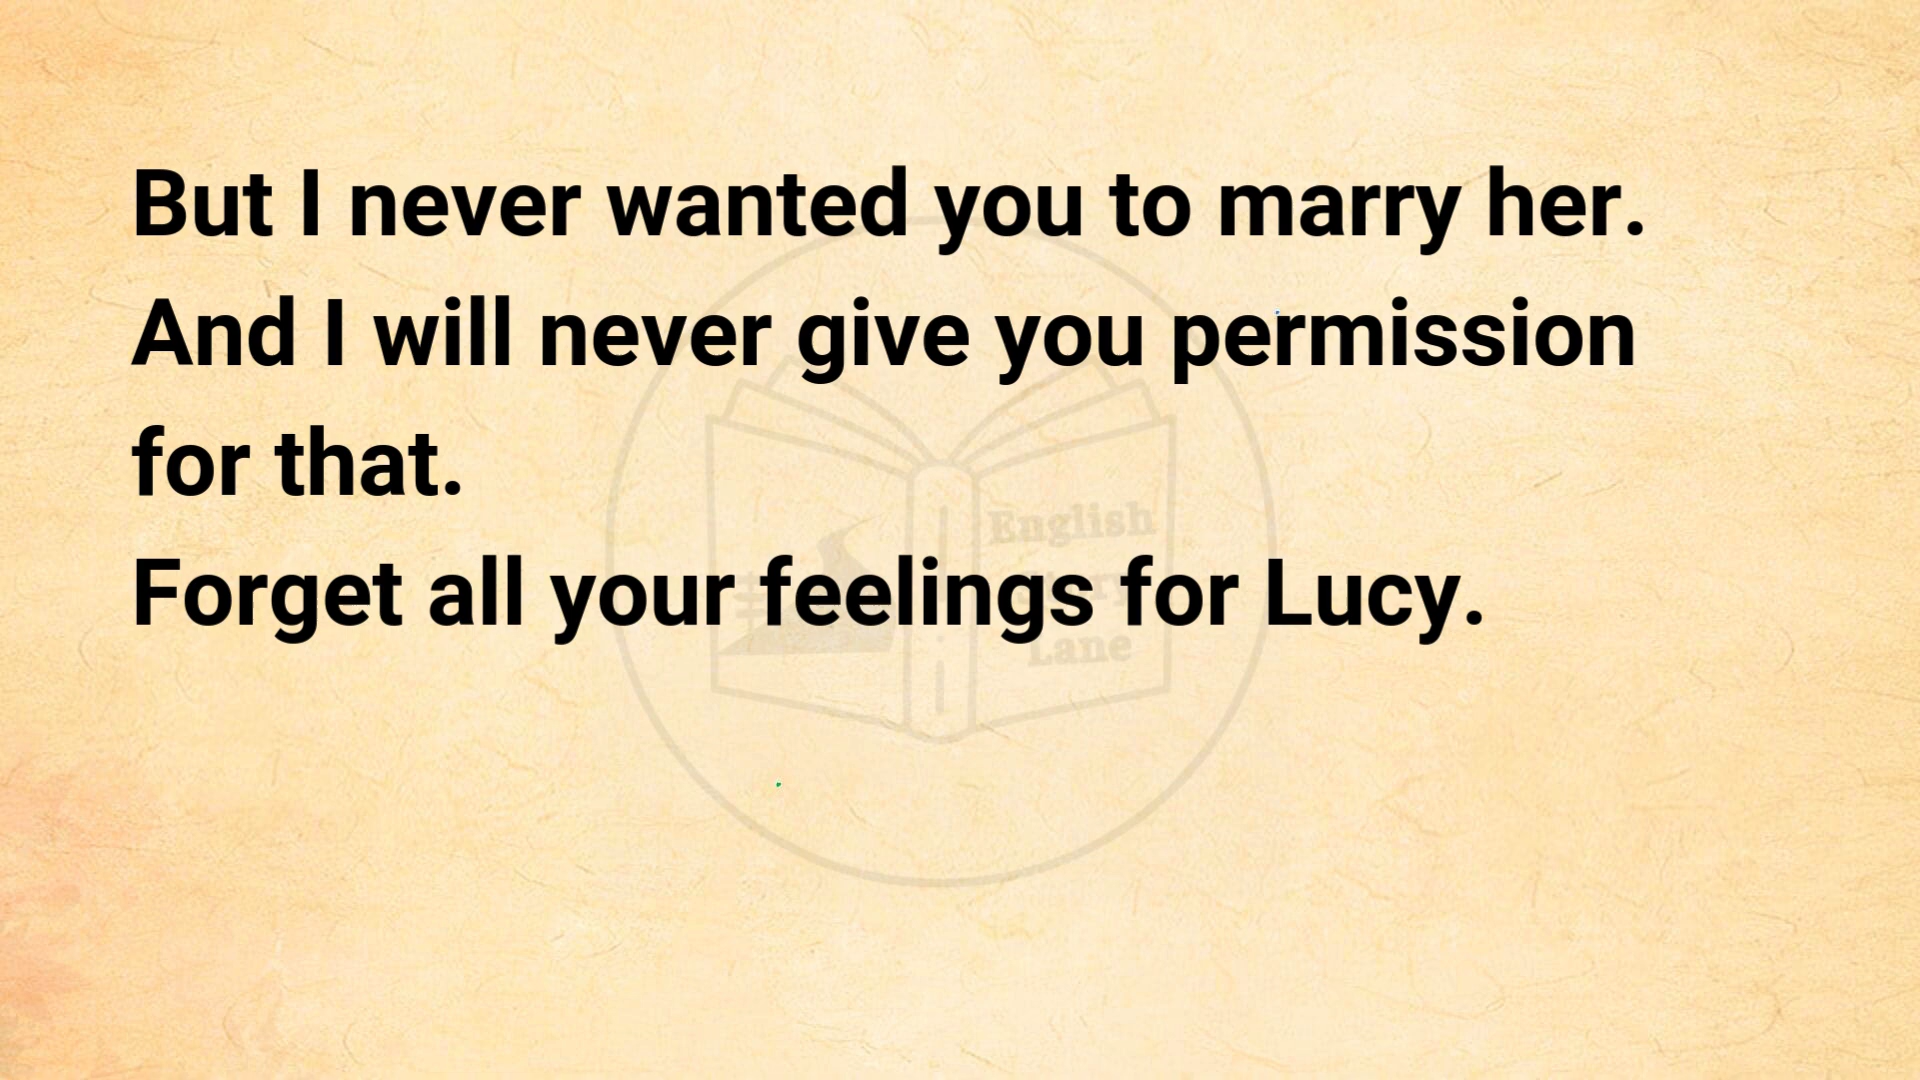 But I never wanted you to marry her.
And I will never give you permission
for that.
Forget all your feelings for Lucy.
English
Story
Lane